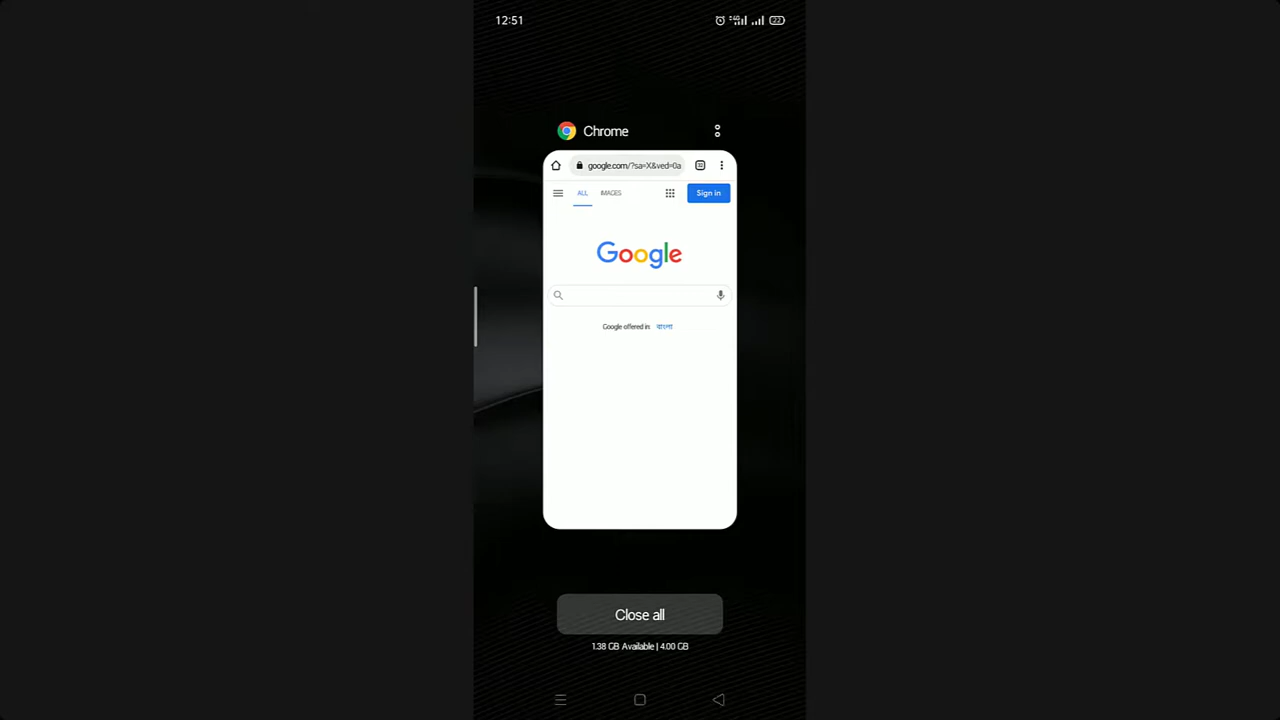 12:51
22
Chrome
google.com/?sa=X&ved=0a
ALL IMAGES
Sign in
Google
Google offered in: বাংলা
Close all
1.38 GB Available | 4.00 GB